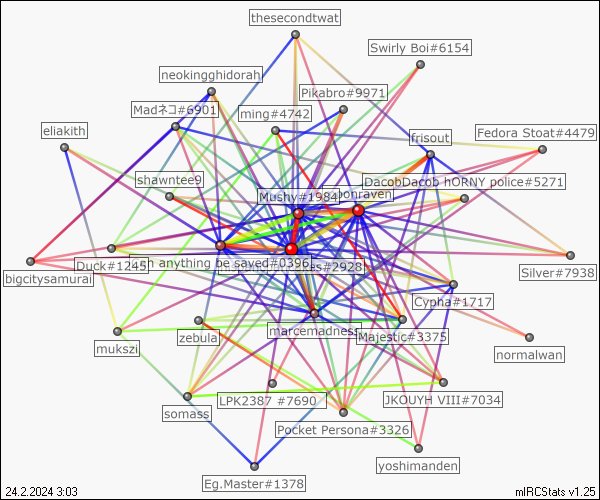 thesecondtwat
Swirly Boi#6154
neokingghidorah
Pikabro#9971
Madネコ#6901
ming#4742
eliakith
frisout
Fedora Stoat#4479
shawntee9
DacobDacob hORNY police#5271
Mushy#1984
onraven
Duck#1245
sh anything be sayed#0396
es#2928
bigcitysamurai
Silver#7938
Cypha#1717
marcemadness
Majestic#3375
mukszi
zebula
normalwan
LPK2387 #7690
JKOUYH VIII#7034
somass
Pocket Persona#3326
yoshimanden
Eg.Master#1378
24.2.2024 3:03
mIRCStats v1.25